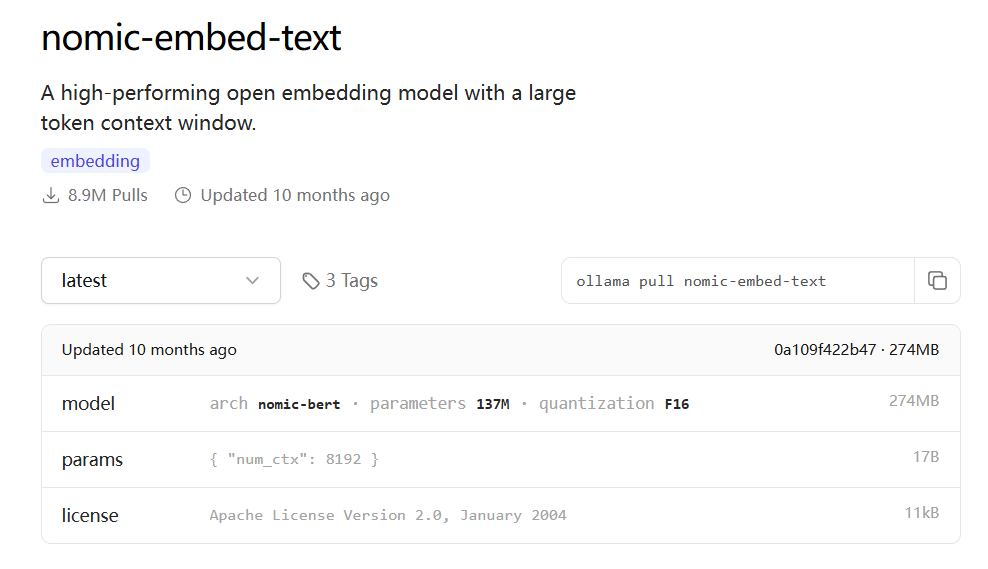 nomic-embed-text
A high-performing open embedding model with a large
token context window.
embedding
8.9M Pulls Updated 10 months ago
latest 3 Tags ollama pull nomic-embed-text
Updated 10 months ago 0a109f422b47 · 274MB
model arch nomic-bert · parameters 137M · quantization F16 274MB
params { "num_ctx": 8192 } 17B
license Apache License Version 2.0, January 2004 11kB